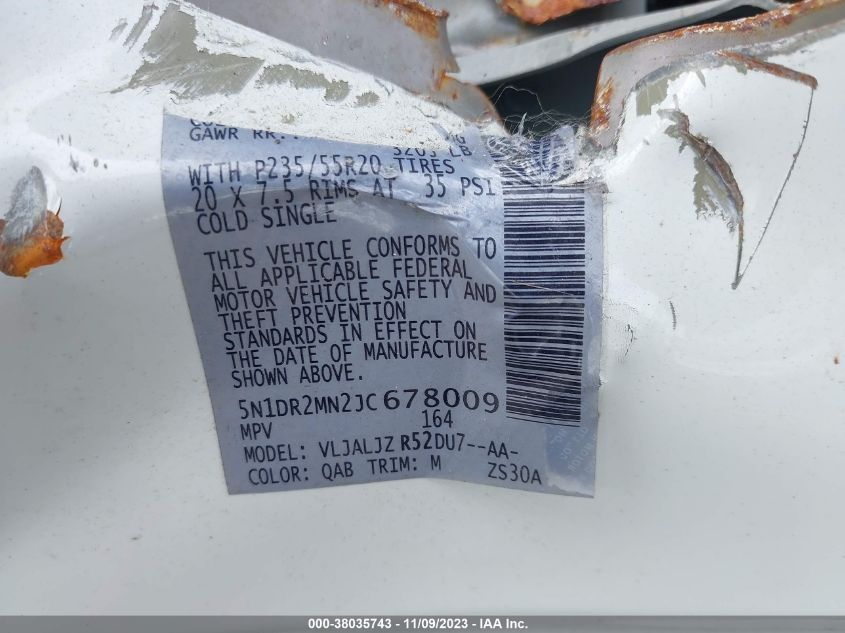 GAWR RR.
WITH P235/55R20 TIRES
20 X 7.5 RIMS AT 35 PSI
COLD SINGLE
THIS VEHICLE CONFORMS TO
ALL APPLICABLE FEDERAL
MOTOR VEHICLE SAFETY AND
THEFT PREVENTION
STANDARDS IN EFFECT ON
THE DATE OF MANUFACTURE
SHOWN ABOVE.
5N1DR2MN2JC678009
MPV 164
MODEL: VLJALJZ R52DU7--AA-
COLOR: QAB TRIM: M ZS30A
000-38035743 - 11/09/2023 - IAA Inc.